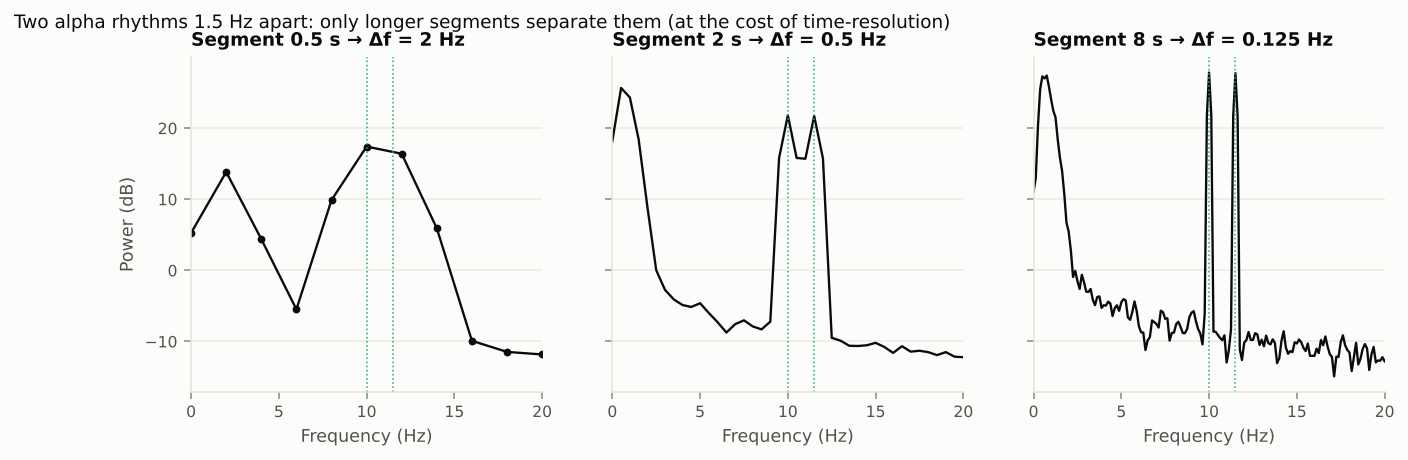 Two alpha rhythms 1.5 Hz apart: only longer segments separate them (at the cost of time-resolution)
Segment 0.5 s → Δf = 2 Hz
Segment 2 s → Δf = 0.5 Hz
Segment 8 s → Δf = 0.125 Hz
Power (dB)
20
10
0
−10
0 5 10 15 20
0 5 10 15 20
0 5 10 15 20
Frequency (Hz)
Frequency (Hz)
Frequency (Hz)